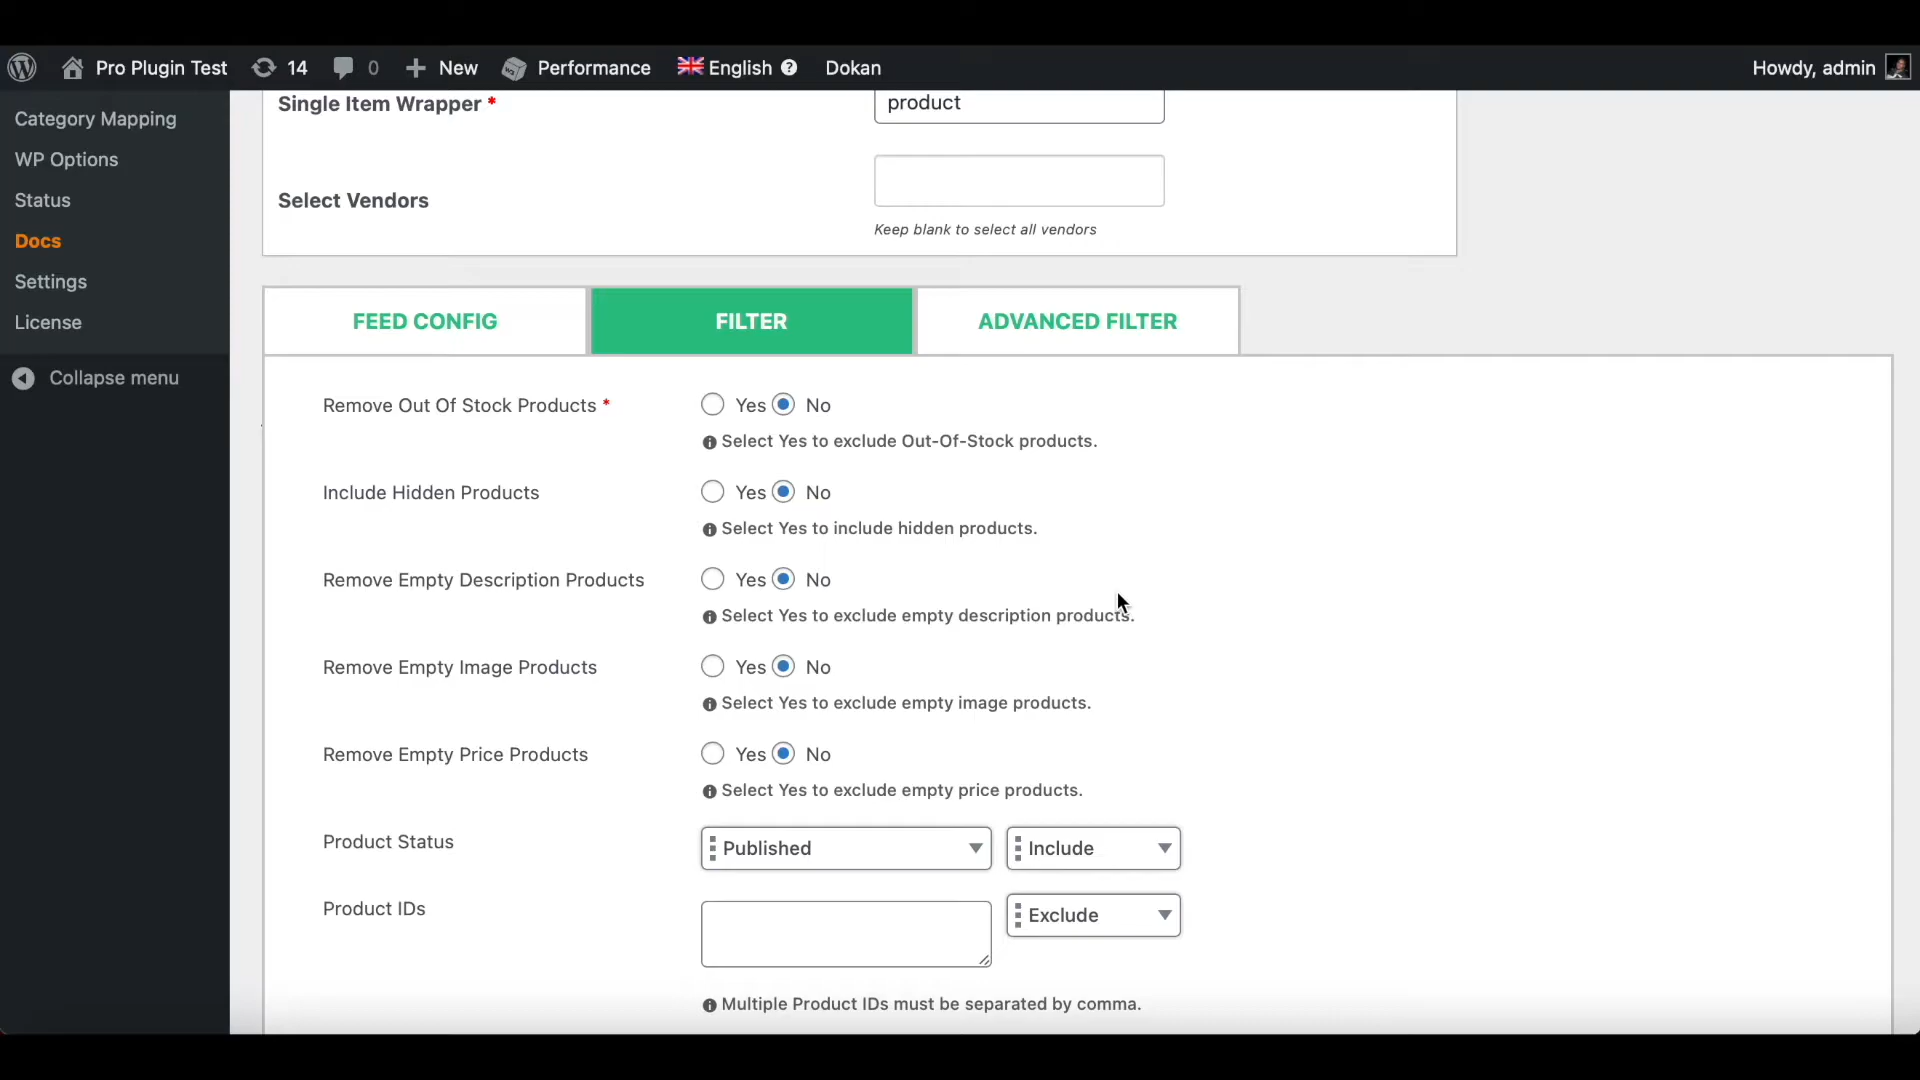 Pro Plugin Test 14 0 New Performance English Dokan Howdy, admin
Category Mapping
WP Options
Status
Docs
Settings
License
Collapse menu
Single Item Wrapper * product
Select Vendors
Keep blank to select all vendors
FEED CONFIG FILTER ADVANCED FILTER
Remove Out Of Stock Products * Yes No
Select Yes to exclude Out-Of-Stock products.
Include Hidden Products Yes No
Select Yes to include hidden products.
Remove Empty Description Products Yes No
Select Yes to exclude empty description products.
Remove Empty Image Products Yes No
Select Yes to exclude empty image products.
Remove Empty Price Products Yes No
Select Yes to exclude empty price products.
Product Status Published Include
Product IDs Exclude
Multiple Product IDs must be separated by comma.